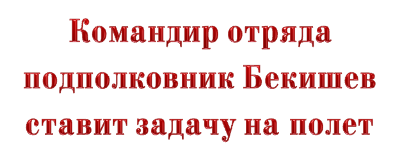 Командир отряда
подполковник Бекишев
ставит задачу на полет